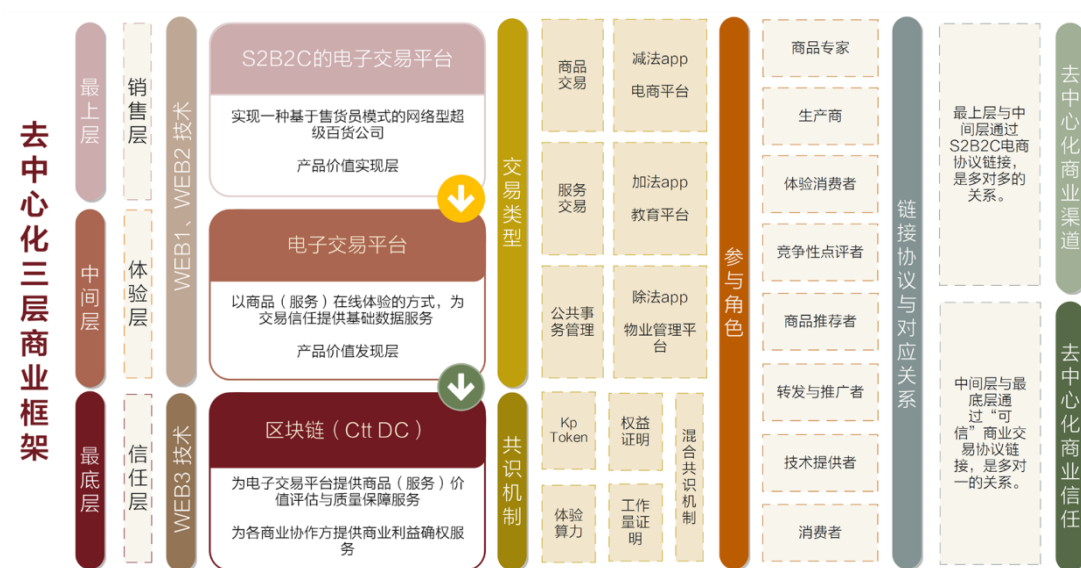 去中心化三层商业框架
最上层
中间层
最底层
销售层
体验层
信任层
WEB1、WEB2 技术
WEB3 技术
S2B2C的电子交易平台
实现一种基于售货员模式的网络型超
级百货公司
产品价值实现层
电子交易平台
以商品（服务）在线体验的方式，为
交易信任提供基础数据服务
产品价值发现层
区块链（Ctt DC）
为电子交易平台提供商品（服务）价
值评估与质量保障服务
为各商业协作方提供商业利益确权服
务
交易类型
共识机制
商品
交易
减法app
电商平台
服务
交易
加法app
教育平台
公共事
务管理
除法app
物业管理平
台
Kp
Token
权益
证明
体验
算力
工作
量证
明
混合共识机制
参与角色
商品专家
生产商
体验消费者
竞争性点评者
商品推荐者
转发与推广者
技术提供者
消费者
链接协议与对应关系
最上层与中
间层通过
S2B2C电商
协议链接，
是多对多的
关系。
中间层与最
底层通
过“可
信”商业交
易协议链
接，是多对
一的关系。
去中心化商业渠道
去中心化商业信任